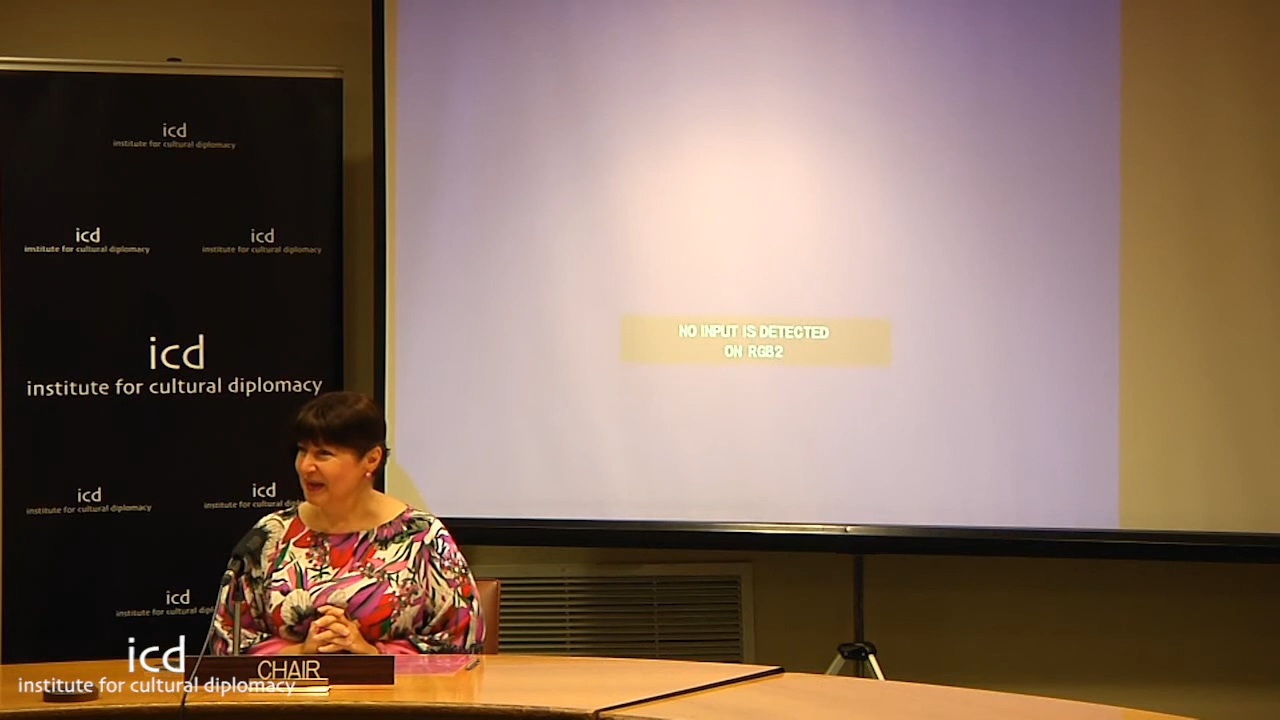 icd
institute for cultural diplomacy
icd
institute for cultural diplomacy
icd
institute for cultural diplomacy
icd
institute for cultural diplomacy
NO INPUT IS DETECTED
ON RGB2
icd
institute for cultural diplomacy
icd
institute for cultural
icd
institute for cultural
CHAIR
icd
institute for cultural diplomacy